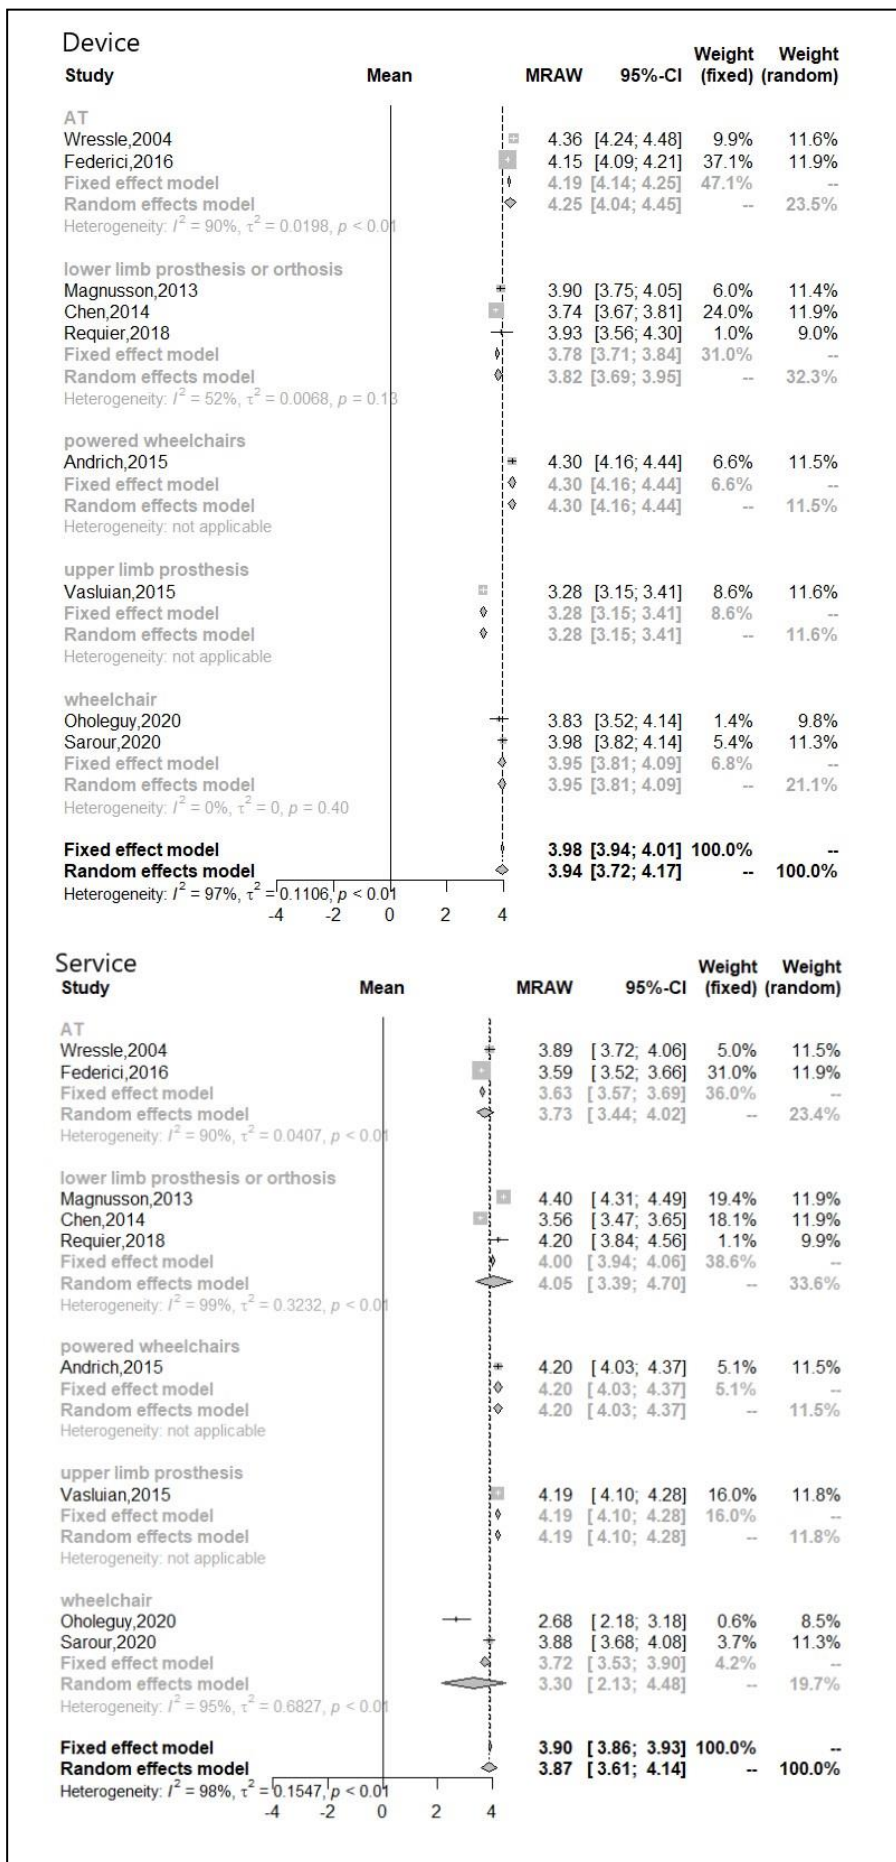 Device
Study Mean MRAW 95%-CI Weight (fixed) Weight (random)
AT
Wressle,2004 4.36 [4.24; 4.48] 9.9% 11.6%
Federici,2016 4.15 [4.09; 4.21] 37.1% 11.9%
Fixed effect model 4.19 [4.14; 4.25] 47.1% --
Random effects model 4.25 [4.04; 4.45] -- 23.5%
Heterogeneity: I² = 90%, τ² = 0.0198, p < 0.01
lower limb prosthesis or orthosis
Magnusson,2013 3.90 [3.75; 4.05] 6.0% 11.4%
Chen,2014 3.74 [3.67; 3.81] 24.0% 11.9%
Requier,2018 3.93 [3.56; 4.30] 1.0% 9.0%
Fixed effect model 3.78 [3.71; 3.84] 31.0% --
Random effects model 3.82 [3.69; 3.95] -- 32.3%
Heterogeneity: I² = 52%, τ² = 0.0068, p = 0.13
powered wheelchairs
Andrich,2015 4.30 [4.16; 4.44] 6.6% 11.5%
Fixed effect model 4.30 [4.16; 4.44] 6.6% --
Random effects model 4.30 [4.16; 4.44] -- 11.5%
Heterogeneity: not applicable
upper limb prosthesis
Vasluian,2015 3.28 [3.15; 3.41] 8.6% 11.6%
Fixed effect model 3.28 [3.15; 3.41] 8.6% --
Random effects model 3.28 [3.15; 3.41] -- 11.6%
Heterogeneity: not applicable
wheelchair
Oholeguy,2020 3.83 [3.52; 4.14] 1.4% 9.8%
Sarour,2020 3.98 [3.82; 4.14] 5.4% 11.3%
Fixed effect model 3.95 [3.81; 4.09] 6.8% --
Random effects model 3.95 [3.81; 4.09] -- 21.1%
Heterogeneity: I² = 0%, τ² = 0, p = 0.40
Fixed effect model 3.98 [3.94; 4.01] 100.0% --
Random effects model 3.94 [3.72; 4.17] -- 100.0%
Heterogeneity: I² = 97%, τ² = 0.1106, p < 0.01
-4 -2 0 2 4
Service
Study Mean MRAW 95%-CI Weight (fixed) Weight (random)
AT
Wressle,2004 3.89 [ 3.72; 4.06] 5.0% 11.5%
Federici,2016 3.59 [ 3.52; 3.66] 31.0% 11.9%
Fixed effect model 3.63 [ 3.57; 3.69] 36.0% --
Random effects model 3.73 [ 3.44; 4.02] -- 23.4%
Heterogeneity: I² = 90%, τ² = 0.0407, p < 0.01
lower limb prosthesis or orthosis
Magnusson,2013 4.40 [ 4.31; 4.49] 19.4% 11.9%
Chen,2014 3.56 [ 3.47; 3.65] 18.1% 11.9%
Requier,2018 4.20 [ 3.84; 4.56] 1.1% 9.9%
Fixed effect model 4.00 [ 3.94; 4.06] 38.6% --
Random effects model 4.05 [ 3.39; 4.70] -- 33.6%
Heterogeneity: I² = 99%, τ² = 0.3232, p < 0.01
powered wheelchairs
Andrich,2015 4.20 [ 4.03; 4.37] 5.1% 11.5%
Fixed effect model 4.20 [ 4.03; 4.37] 5.1% --
Random effects model 4.20 [ 4.03; 4.37] -- 11.5%
Heterogeneity: not applicable
upper limb prosthesis
Vasluian,2015 4.19 [ 4.10; 4.28] 16.0% 11.8%
Fixed effect model 4.19 [ 4.10; 4.28] 16.0% --
Random effects model 4.19 [ 4.10; 4.28] -- 11.8%
Heterogeneity: not applicable
wheelchair
Oholeguy,2020 2.68 [ 2.18; 3.18] 0.6% 8.5%
Sarour,2020 3.88 [ 3.68; 4.08] 3.7% 11.3%
Fixed effect model 3.72 [ 3.53; 3.90] 4.2% --
Random effects model 3.30 [ 2.13; 4.48] -- 19.7%
Heterogeneity: I² = 95%, τ² = 0.6827, p < 0.01
Fixed effect model 3.90 [ 3.86; 3.93] 100.0% --
Random effects model 3.87 [ 3.61; 4.14] -- 100.0%
Heterogeneity: I² = 98%, τ² = 0.1547, p < 0.01
-4 -2 0 2 4